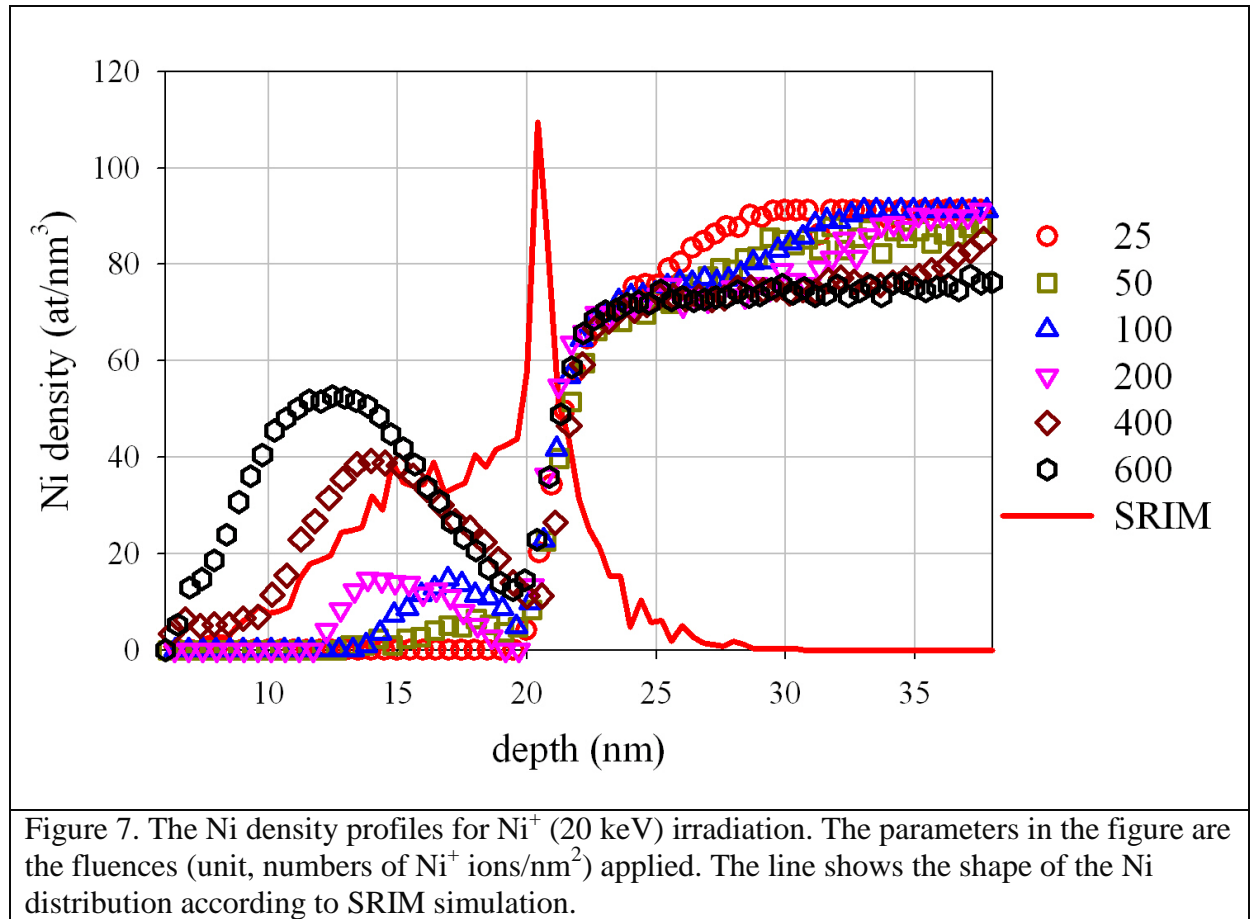 120
100
80
60
40
20
0
Ni density (at/nm³)
10 15 20 25 30 35
depth (nm)
25
50
100
200
400
600
SRIM
Figure 7. The Ni density profiles for Ni⁺ (20 keV) irradiation. The parameters in the figure are
the fluences (unit, numbers of Ni⁺ ions/nm²) applied. The line shows the shape of the Ni
distribution according to SRIM simulation.